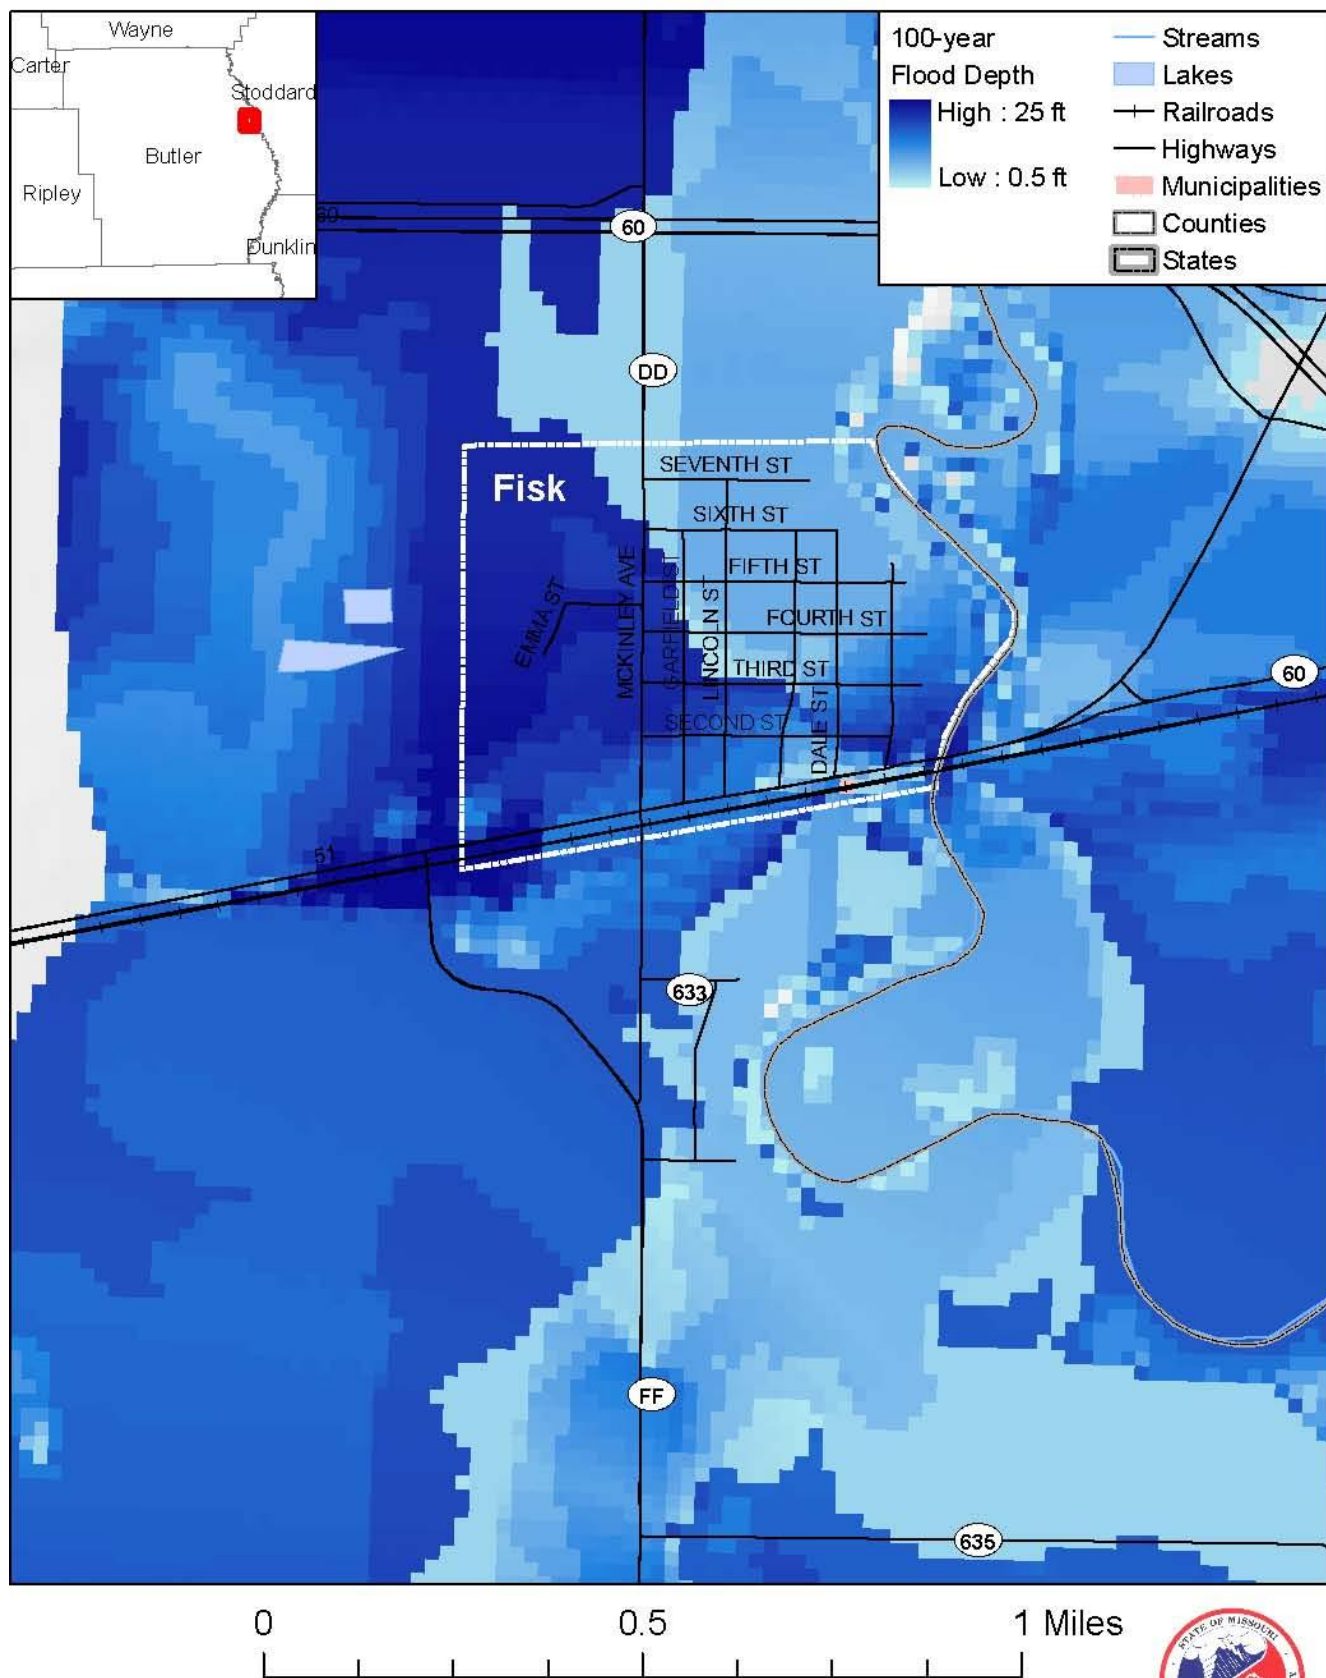 Wayne
Carter
Stoddard
Butler
Ripley
Dunklin
100-year
Flood Depth
High : 25 ft
Low : 0.5 ft
Streams
Lakes
Railroads
Highways
Municipalities
Counties
States
60
DD
SEVENTH ST
Fisk
SIXTH ST
FIFTH ST
MCKINLEY AVE
GARFIELD ST
LINCOLN ST
EMMA ST
FOURTH ST
THIRD ST
60
SECOND ST
DALE ST
51
633
FF
635
0
0.5
1 Miles
STATE OF MISSOURI